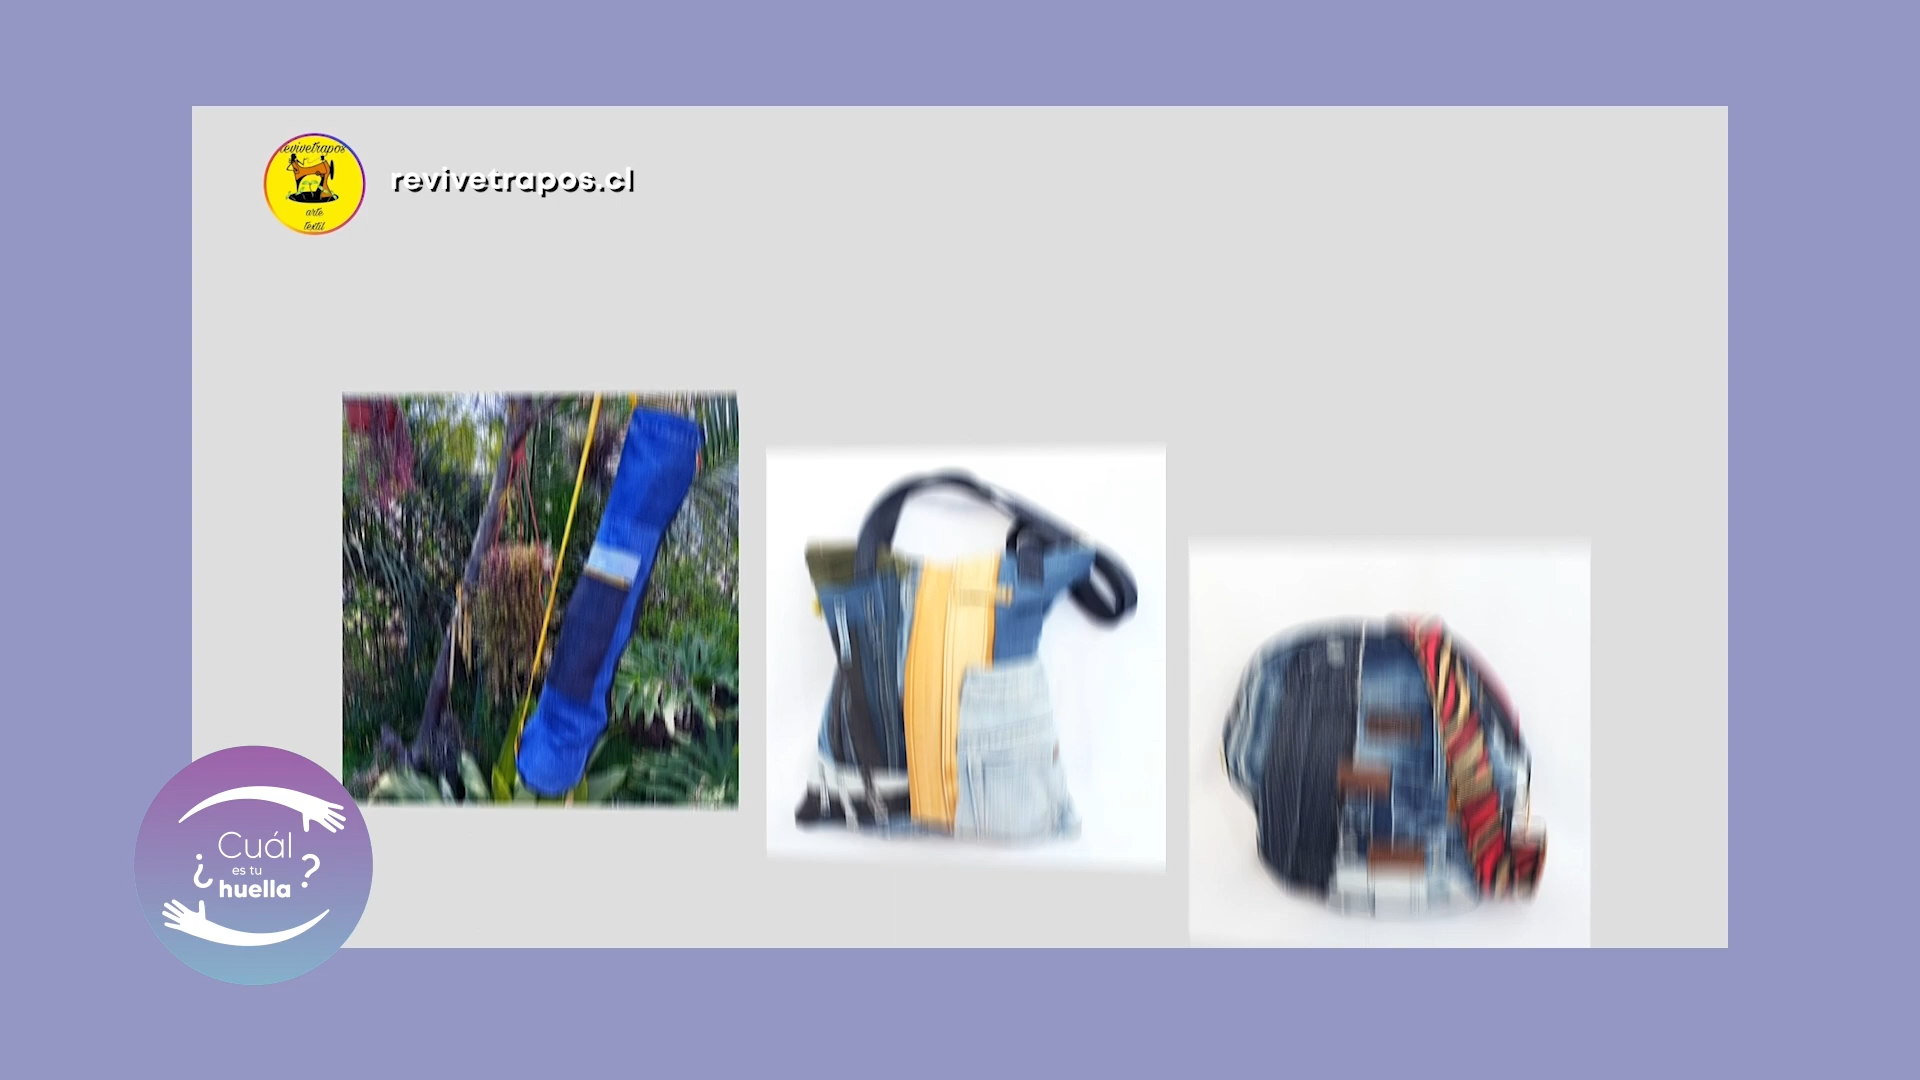 revivetrapos
arte
textil
revivetrapos.cl
¿Cuál
es tu
huella?